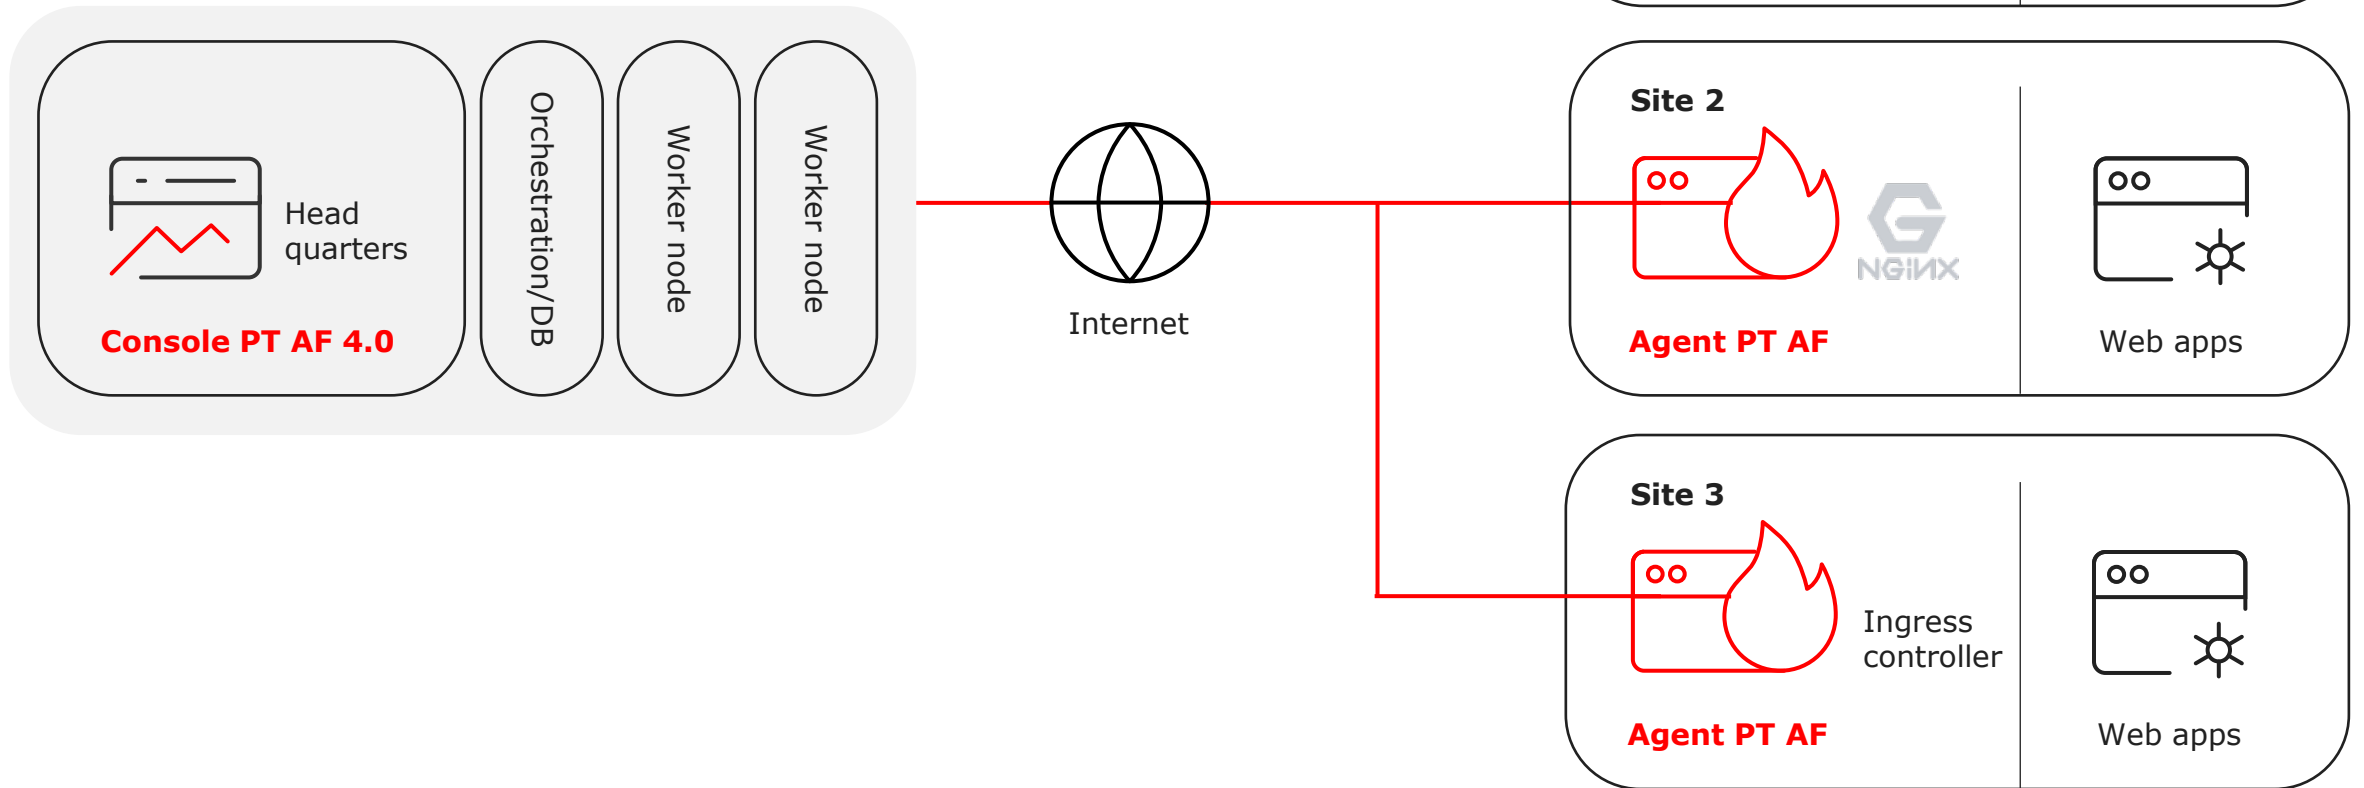 Head
quarters
Console PT AF 4.0
Orchestration/DB
Worker node
Worker node
Internet
Site 2
NGINX
Agent PT AF
Web apps
Site 3
Ingress
controller
Agent PT AF
Web apps